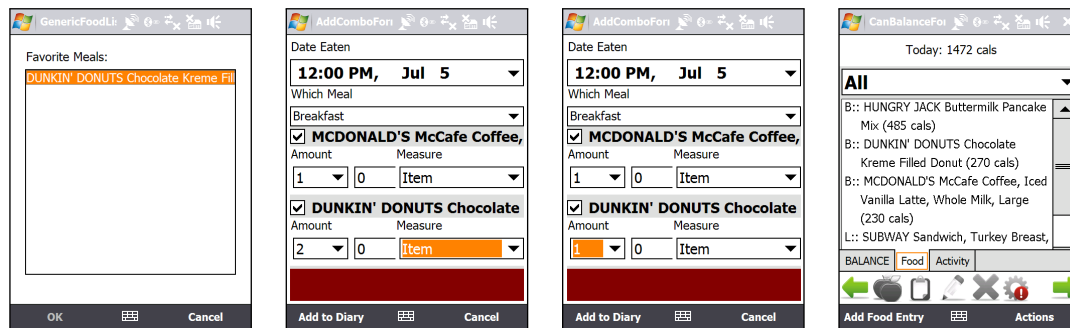 GenericFoodLi
Favorite Meals:
DUNKIN' DONUTS Chocolate Kreme Fil
OK
Cancel
AddComboFor
Date Eaten
12:00 PM, Jul 5
Which Meal
Breakfast
MCDONALD'S McCafe Coffee,
Amount Measure
1 0 Item
DUNKIN' DONUTS Chocolate
Amount Measure
2 0 Item
Add to Diary
Cancel
AddComboFor
Date Eaten
12:00 PM, Jul 5
Which Meal
Breakfast
MCDONALD'S McCafe Coffee,
Amount Measure
1 0 Item
DUNKIN' DONUTS Chocolate
Amount Measure
1 0 Item
Add to Diary
Cancel
CanBalanceFo
Today: 1472 cals
All
B:: HUNGRY JACK Buttermilk Pancake
Mix (485 cals)
B:: DUNKIN' DONUTS Chocolate
Kreme Filled Donut (270 cals)
B:: MCDONALD'S McCafe Coffee, Iced
Vanilla Latte, Whole Milk, Large
(230 cals)
L:: SUBWAY Sandwich, Turkey Breast,
BALANCE Food Activity
Add Food Entry
Actions